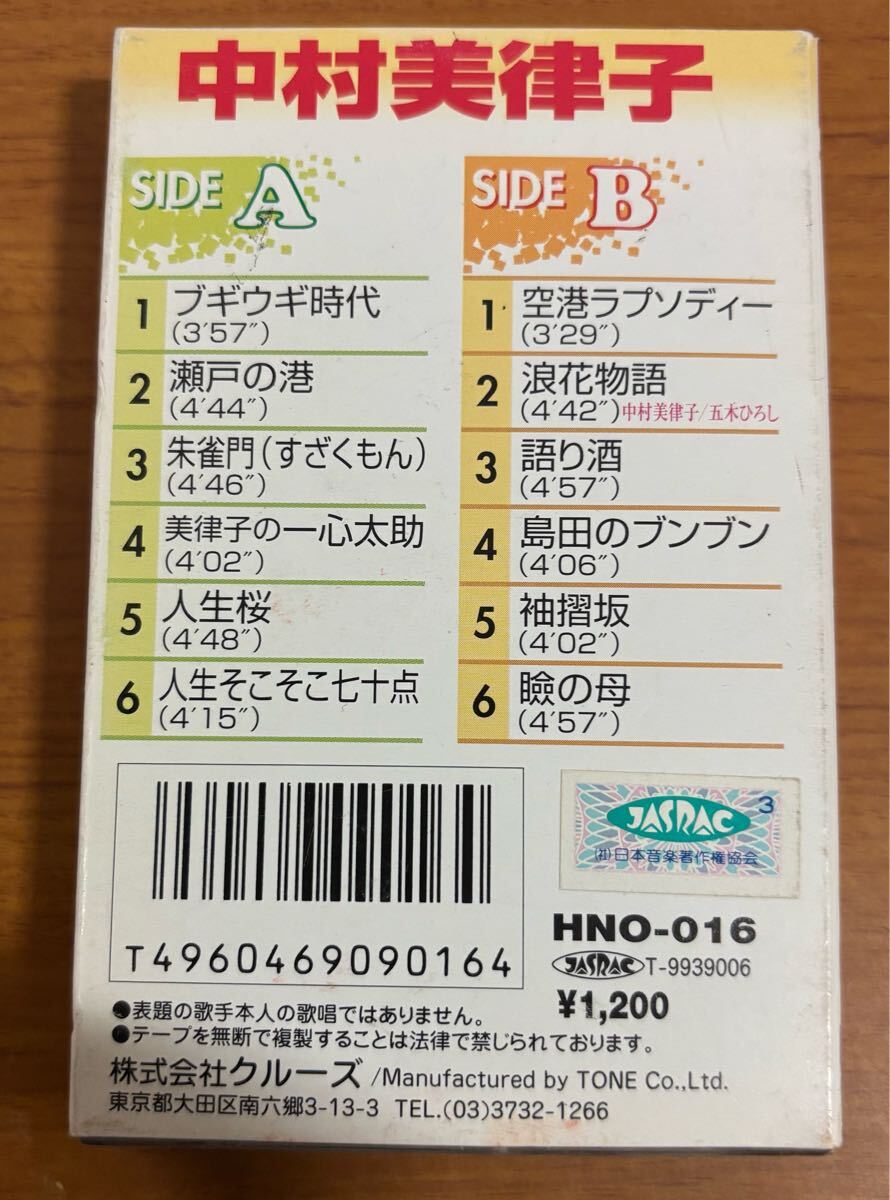 中村美律子
SIDE A
1 ブギウギ時代
(3′57″)
2 瀬戸の港
(4′44″)
3 朱雀門(すざくもん)
(4′46″)
4 美律子の一心太助
(4′02″)
5 人生桜
(4′48″)
6 人生そこそこ七十点
(4′15″)
SIDE B
1 空港ラプソディー
(3′29″)
2 浪花物語
(4′42″)中村美律子/五木ひろし
3 語り酒
(4′57″)
4 島田のブンブン
(4′06″)
5 袖摺坂
(4′02″)
6 瞼の母
(4′57″)
T4960469090164
3
JASRAC
(社)日本音楽著作権協会
HNO-016
JASRAC T-9939006
¥1,200
●表題の歌手本人の歌唱ではありません。
●テープを無断で複製することは法律で禁じられております。
株式会社クルーズ /Manufactured by TONE Co.,Ltd.
東京都大田区南六郷3-13-3 TEL.(03)3732-1266